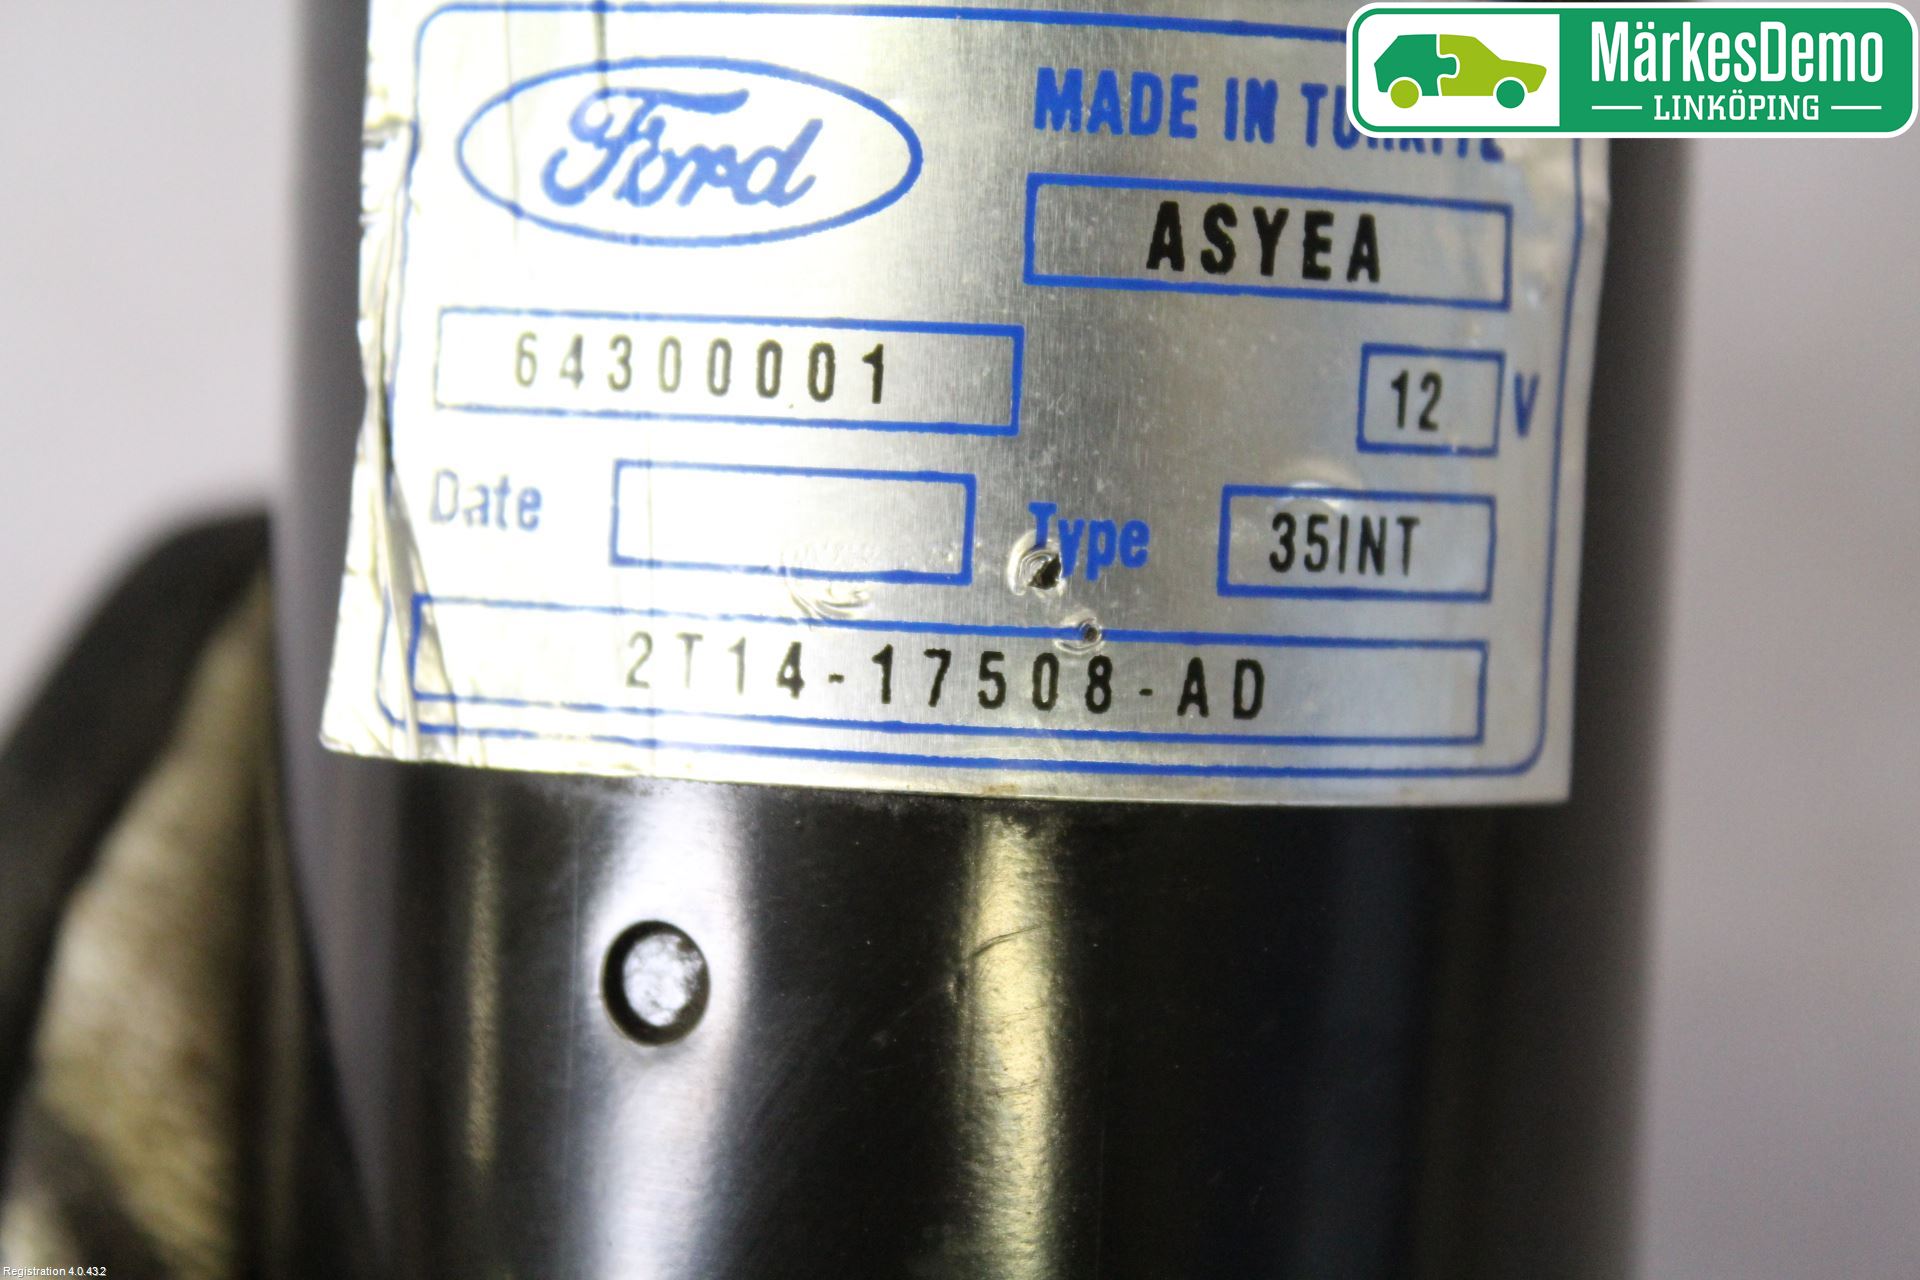 MärkesDemo
LINKÖPING
Ford
MADE IN
ASYEA
64300001
12 V
Date
Type 35INT
2T14-17508-AD
Registration 4.0.43.2